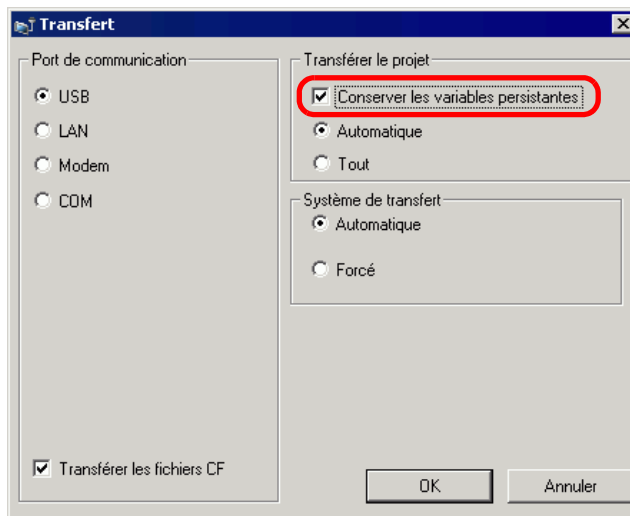 Transfert
Port de communication
USB
LAN
Modem
COM
Transférer les fichiers CF
Transférer le projet
Conserver les variables persistantes
Automatique
Tout
Système de transfert
Automatique
Forcé
OK
Annuler